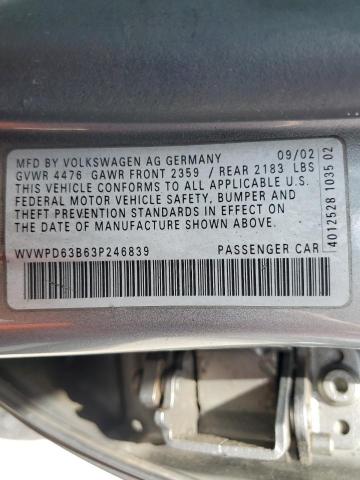 MFD BY VOLKSWAGEN AG GERMANY 09/02
GVWR 4476 GAWR FRONT 2359 / REAR 2183 LBS
THIS VEHICLE CONFORMS TO ALL APPLICABLE U.S.
FEDERAL MOTOR VEHICLE SAFETY, BUMPER AND
THEFT PREVENTION STANDARDS IN EFFECT ON THE
DATE OF MANUFACTURE SHOWN ABOVE.
WVWPD63B63P246839 PASSENGER CAR
4012528 1035 02